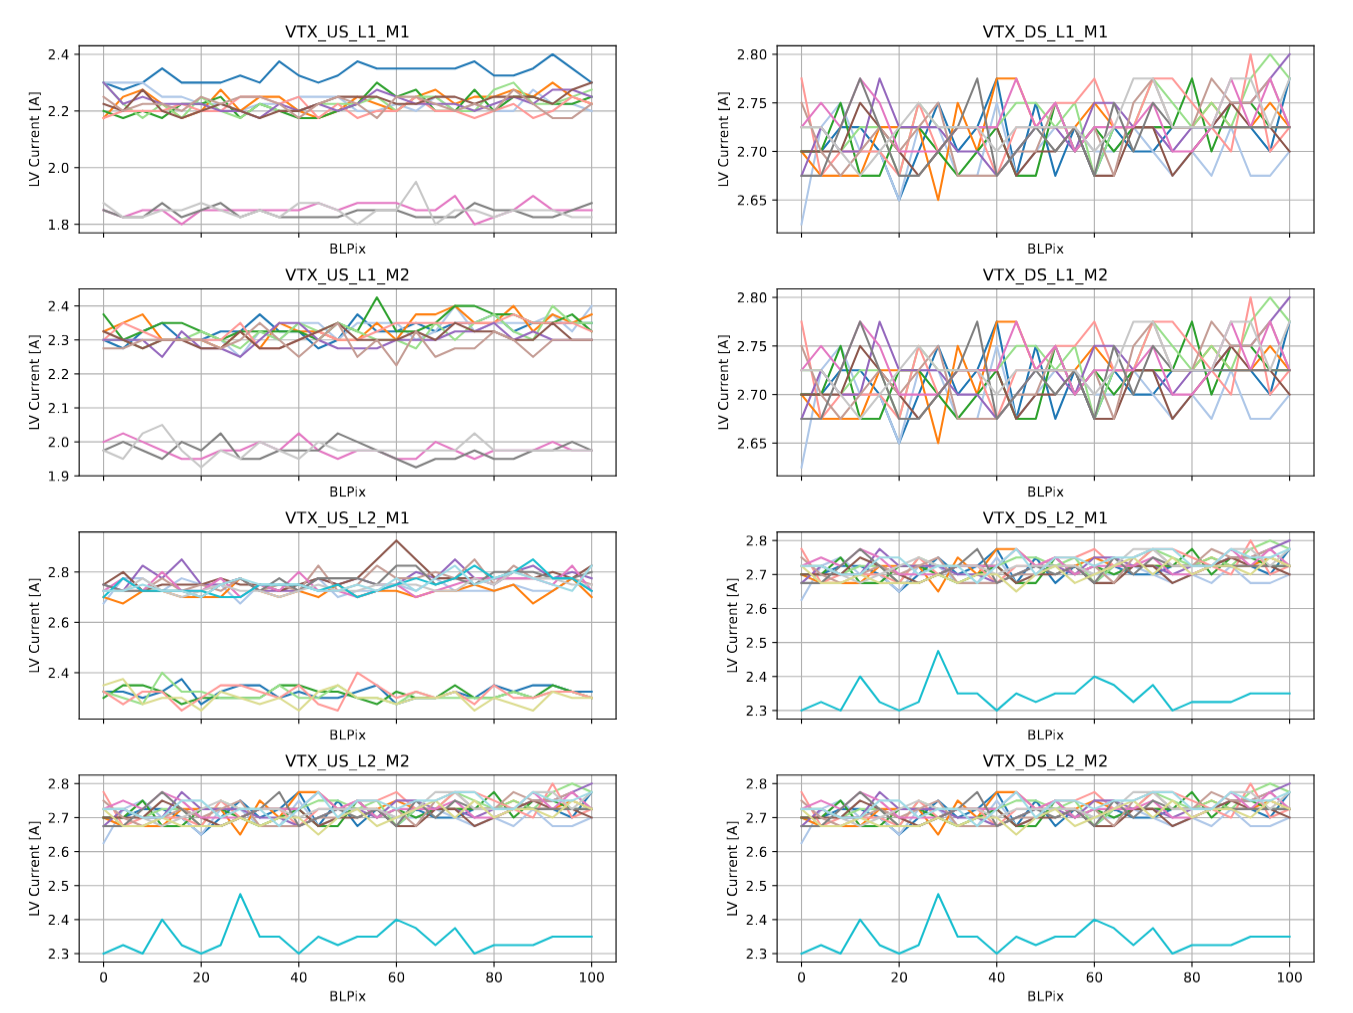 VTX_US_L1_M1
LV Current [A]
2.4
2.2
2.0
1.8
BLPix
VTX_DS_L1_M1
LV Current [A]
2.80
2.75
2.70
2.65
BLPix
VTX_US_L1_M2
LV Current [A]
2.4
2.3
2.2
2.1
2.0
1.9
BLPix
VTX_DS_L1_M2
LV Current [A]
2.80
2.75
2.70
2.65
BLPix
VTX_US_L2_M1
LV Current [A]
2.8
2.6
2.4
BLPix
VTX_DS_L2_M1
LV Current [A]
2.8
2.7
2.6
2.5
2.4
2.3
BLPix
VTX_US_L2_M2
LV Current [A]
2.8
2.7
2.6
2.5
2.4
2.3
0 20 40 60 80 100
BLPix
VTX_DS_L2_M2
LV Current [A]
2.8
2.7
2.6
2.5
2.4
2.3
0 20 40 60 80 100
BLPix